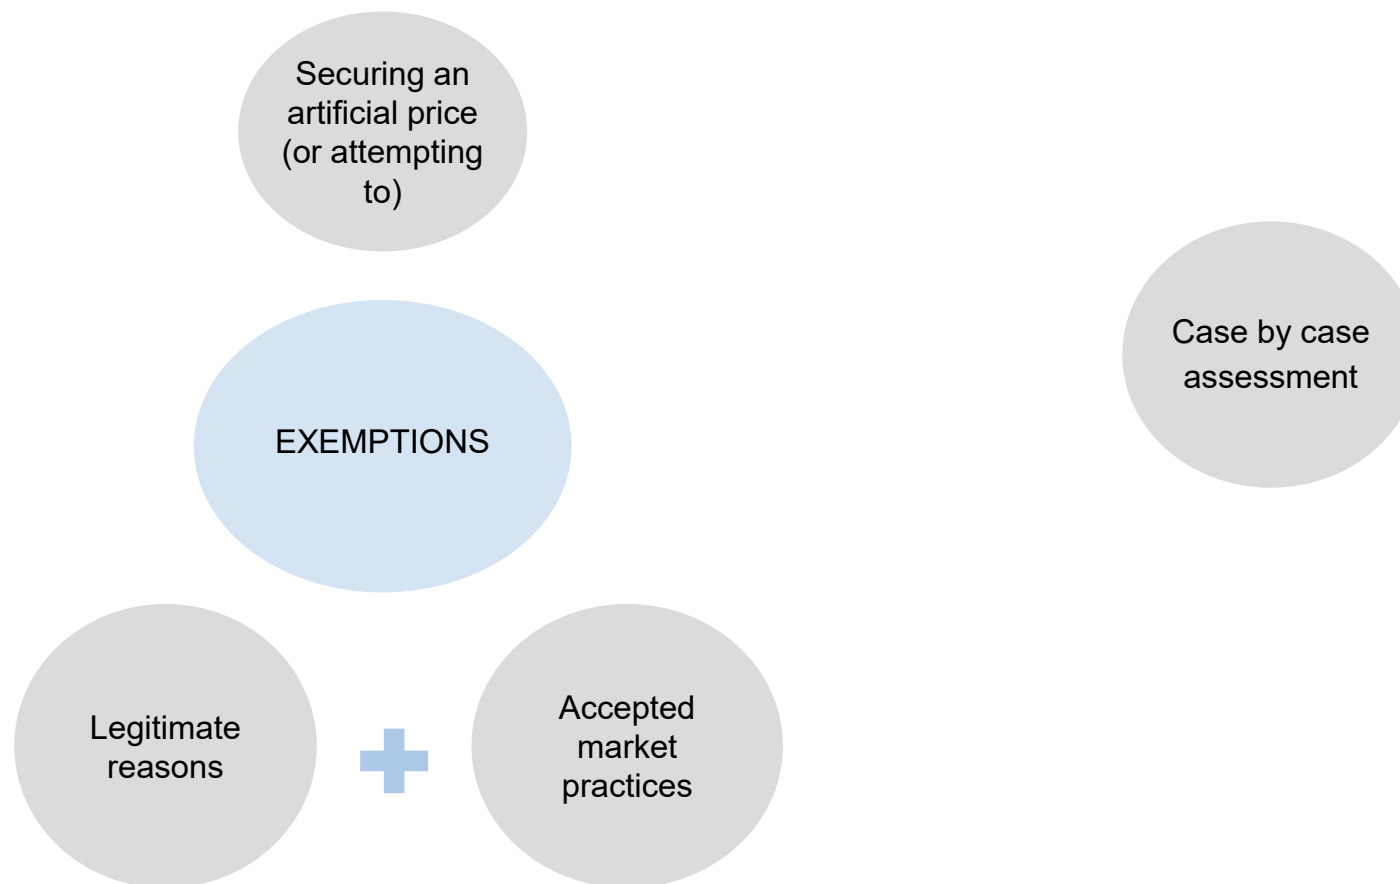 Securing an
artificial price
(or attempting
to)
EXEMPTIONS
Legitimate
reasons
Accepted
market
practices
Case by case
assessment